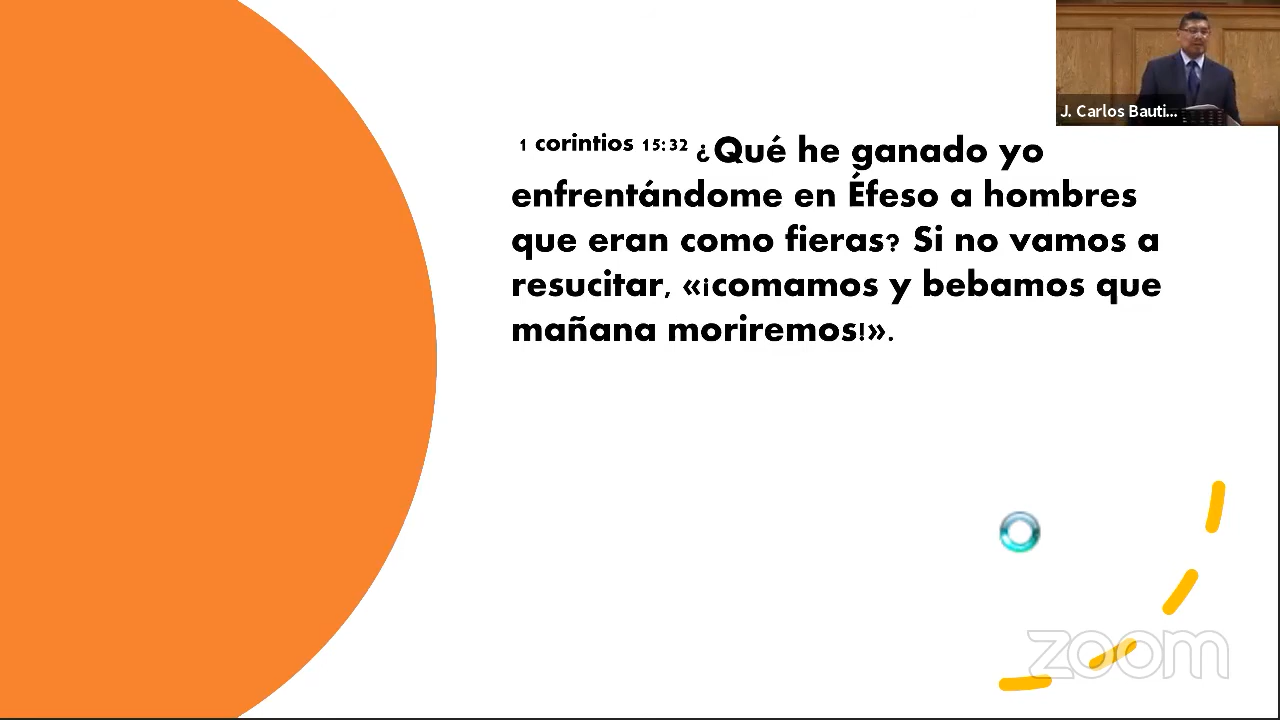 J. Carlos Bauti...
1 corintios 15:32 ¿Qué he ganado yo
enfrentándome en Éfeso a hombres
que eran como fieras? Si no vamos a
resucitar, «¡comamos y bebamos que
mañana moriremos!».
zoom